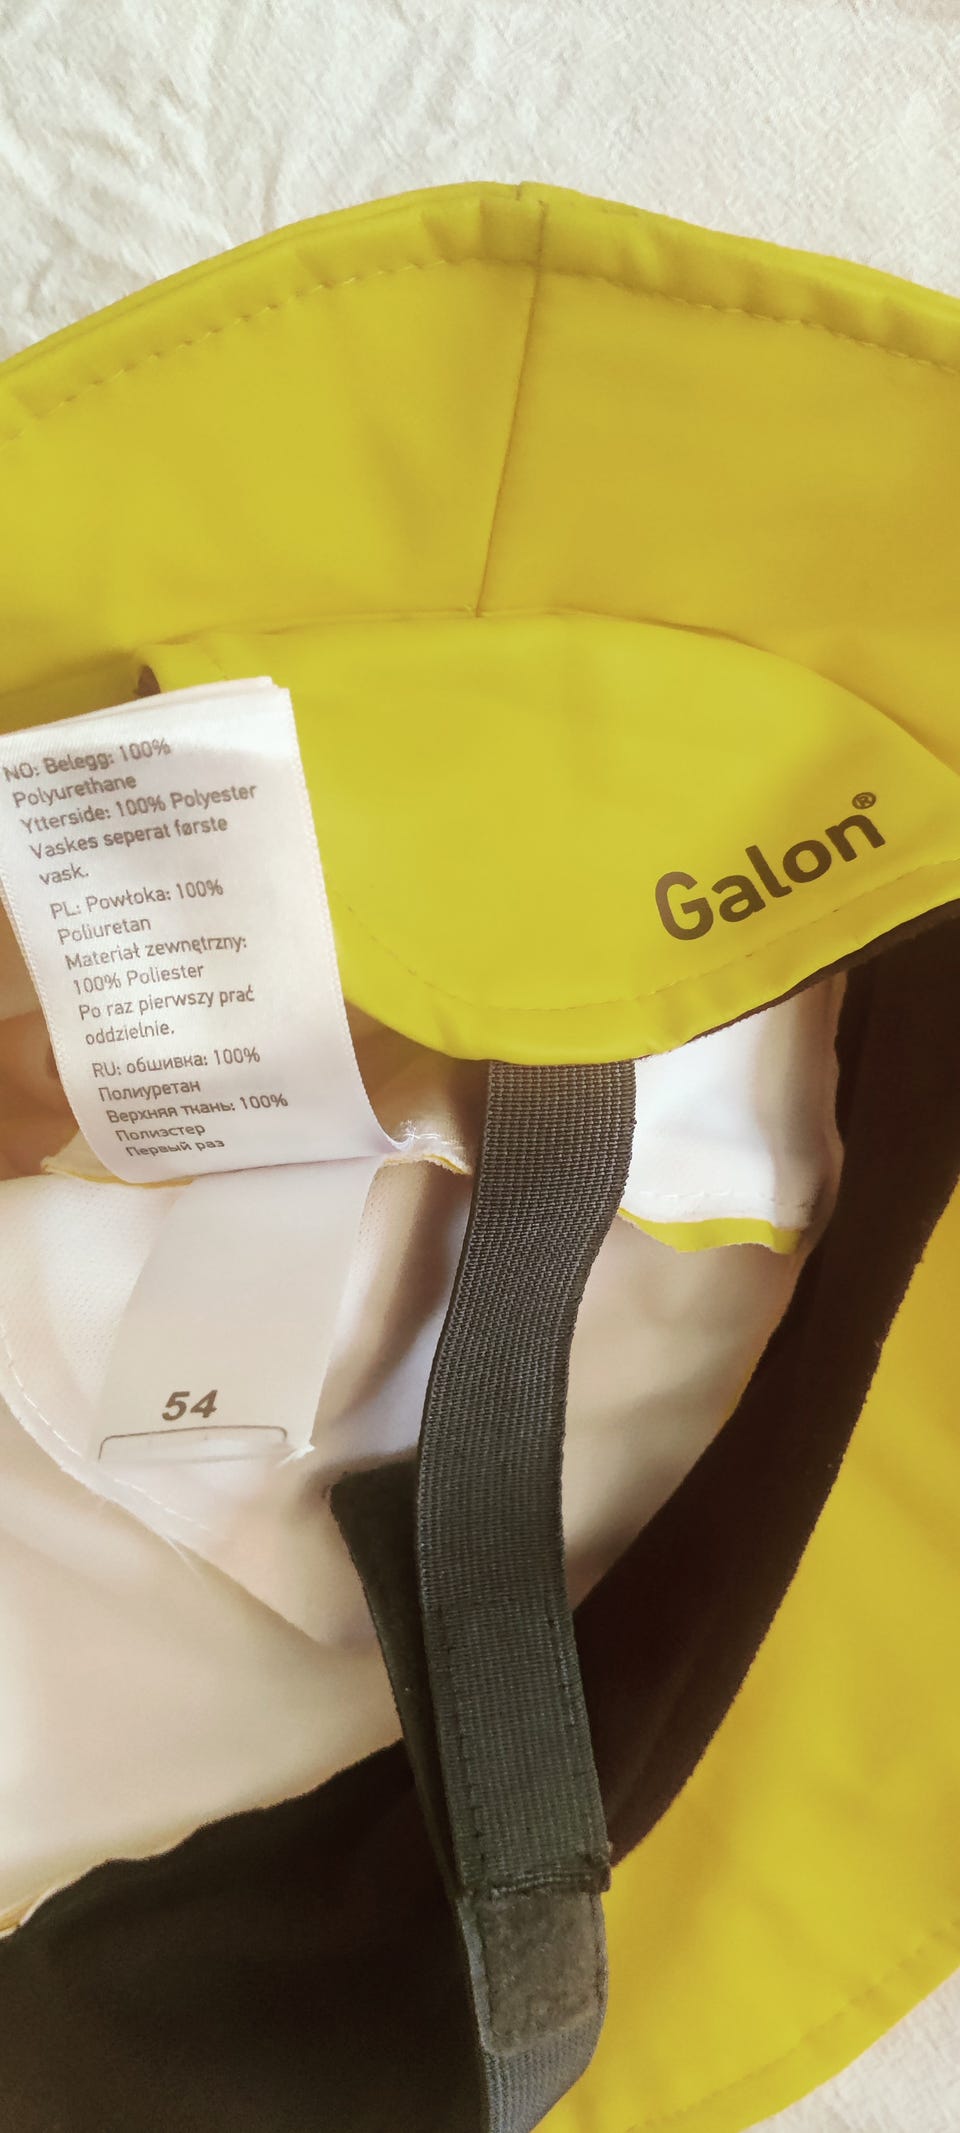 NO: Belegg: 100%
Polyurethane
Ytterside: 100% Polyester
Vaskes seperat første
vask.
PL: Powłoka: 100%
Poliuretan
Materiał zewnętrzny:
100% Poliester
Po raz pierwszy prać
oddzielnie.
RU: обшивка: 100%
Полиуретан
Верхняя ткань: 100%
Полиэстер
Первый раз
Galon®
54